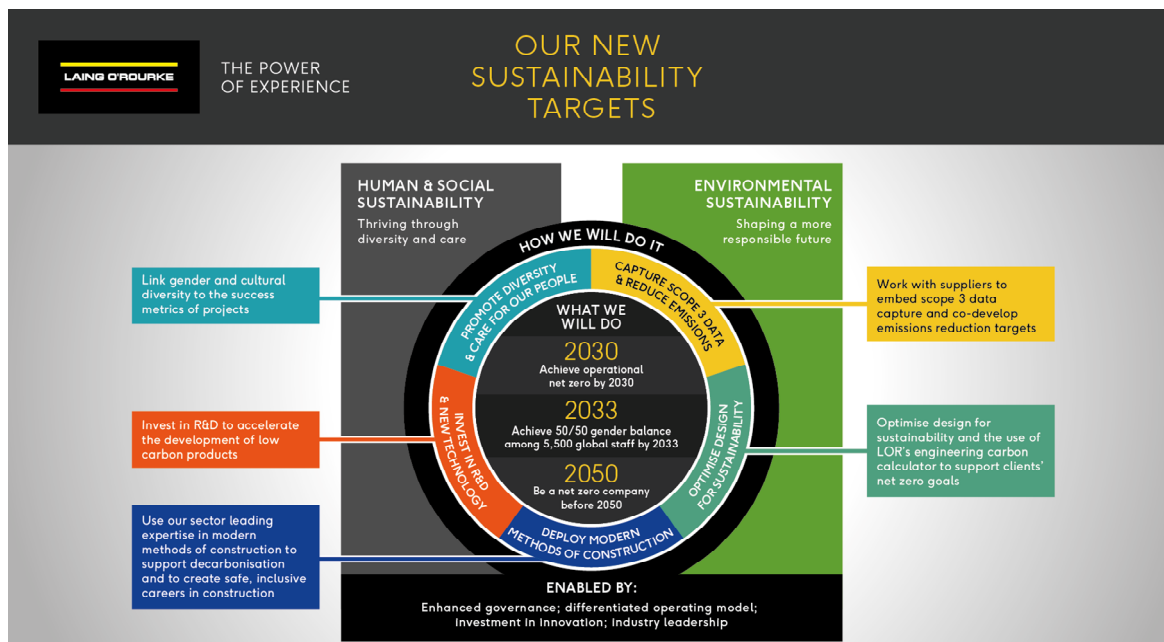 LAING O'ROURKE
THE POWER
OF EXPERIENCE
OUR NEW
SUSTAINABILITY
TARGETS
HUMAN & SOCIAL
SUSTAINABILITY
Thriving through
diversity and care
ENVIRONMENTAL
SUSTAINABILITY
Shaping a more
responsible future
HOW WE WILL DO IT
PROMOTE DIVERSITY
& CARE FOR OUR PEOPLE
CAPTURE SCOPE 3 DATA
& REDUCE EMISSIONS
OPTIMISE DESIGN
FOR SUSTAINABILITY
DEPLOY MODERN
METHODS OF CONSTRUCTION
INVEST IN R&D
& NEW TECHNOLOGY
WHAT WE
WILL DO
2030
Achieve operational
net zero by 2030
2033
Achieve 50/50 gender balance
among 5,500 global staff by 2033
2050
Be a net zero company
before 2050
Link gender and cultural
diversity to the success
metrics of projects
Invest in R&D to accelerate
the development of low
carbon products
Use our sector leading
expertise in modern
methods of construction to
support decarbonisation
and to create safe, inclusive
careers in construction
Work with suppliers to
embed scope 3 data
capture and co-develop
emissions reduction targets
Optimise design for
sustainability and the use of
LOR's engineering carbon
calculator to support clients'
net zero goals
ENABLED BY:
Enhanced governance; differentiated operating model;
investment in innovation; industry leadership